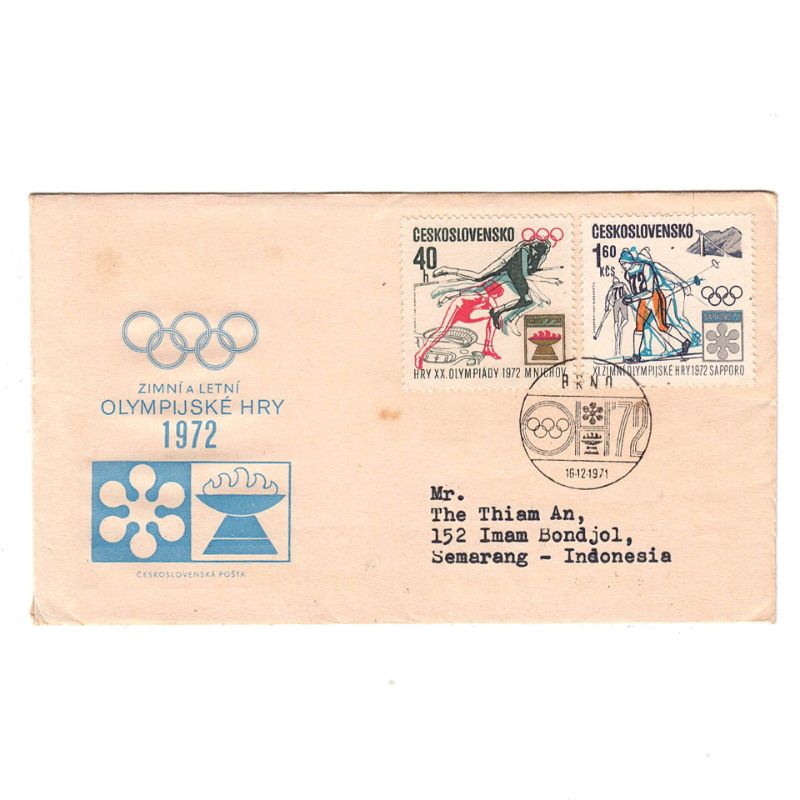 ČESKOSLOVENSKO
40
h
HRY XX. OLYMPIÁDY 1972 MNICHOV
ČESKOSLOVENSKO
1,60
KČS
72
XI ZIMNÍ OLYMPIJSKÉ HRY 1972 SAPPORO
BRNO
'72
16-12-1971
ZIMNÍ A LETNÍ
OLYMPIJSKÉ HRY
1972
ČESKOSLOVENSKÁ POŠTA
Mr.
The Thiam An,
152 Imam Bondjol,
Semarang - Indonesia